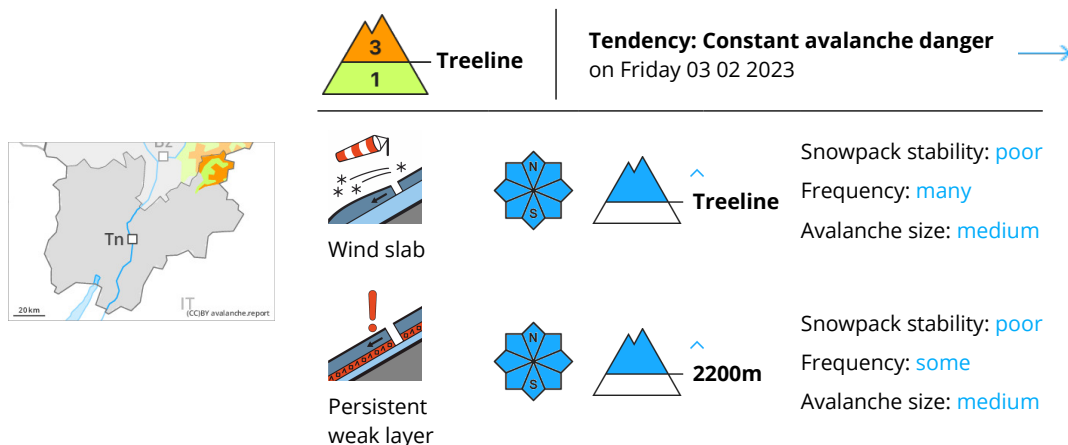 3
1
Treeline
Tendency: Constant avalanche danger
on Friday 03 02 2023
Tn
20 km
IT
(CC)BY avalanche.report
Wind slab
N
S
Treeline
Snowpack stability: poor
Frequency: many
Avalanche size: medium
Persistent
weak layer
N
S
2200m
Snowpack stability: poor
Frequency: some
Avalanche size: medium